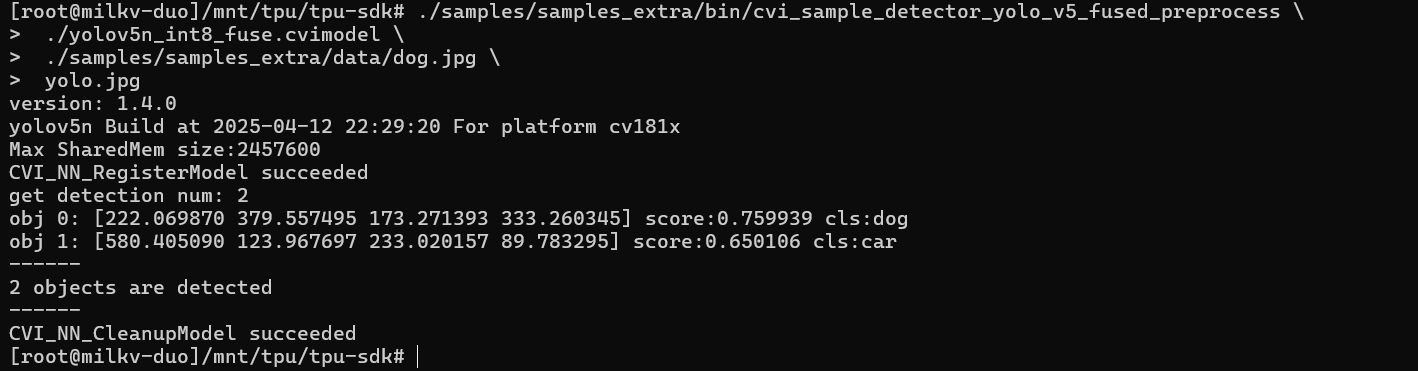 [root@milkv-duo]/mnt/tpu/tpu-sdk# ./samples/samples_extra/bin/cvi_sample_detector_yolo_v5_fused_preprocess \
>  ./yolov5n_int8_fuse.cvimodel \
>  ./samples/samples_extra/data/dog.jpg \
>  yolo.jpg
version: 1.4.0
yolov5n Build at 2025-04-12 22:29:20 For platform cv181x
Max SharedMem size:2457600
CVI_NN_RegisterModel succeeded
get detection num: 2
obj 0: [222.069870 379.557495 173.271393 333.260345] score:0.759939 cls:dog
obj 1: [580.405090 123.967697 233.020157 89.783295] score:0.650106 cls:car
------
2 objects are detected
------
CVI_NN_CleanupModel succeeded
[root@milkv-duo]/mnt/tpu/tpu-sdk#